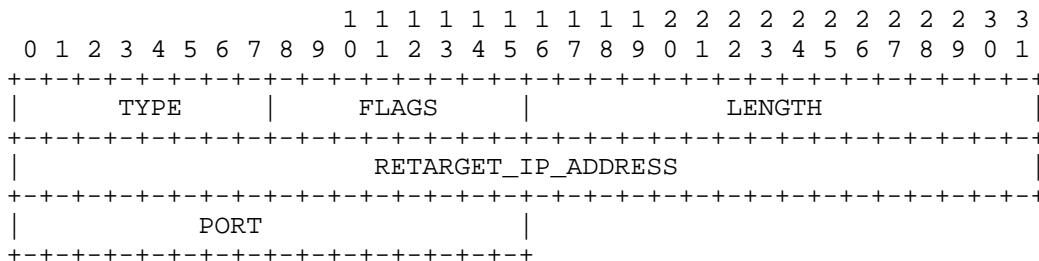 1 1 1 1 1 1 1 1 1 1 2 2 2 2 2 2 2 2 2 2 3 3
 0 1 2 3 4 5 6 7 8 9 0 1 2 3 4 5 6 7 8 9 0 1 2 3 4 5 6 7 8 9 0 1
+-+-+-+-+-+-+-+-+-+-+-+-+-+-+-+-+-+-+-+-+-+-+-+-+-+-+-+-+-+-+-+-+
|      TYPE     |     FLAGS     |            LENGTH             |
+-+-+-+-+-+-+-+-+-+-+-+-+-+-+-+-+-+-+-+-+-+-+-+-+-+-+-+-+-+-+-+-+
|                      RETARGET_IP_ADDRESS                      |
+-+-+-+-+-+-+-+-+-+-+-+-+-+-+-+-+-+-+-+-+-+-+-+-+-+-+-+-+-+-+-+-+
|           PORT                |
+-+-+-+-+-+-+-+-+-+-+-+-+-+-+-+-+